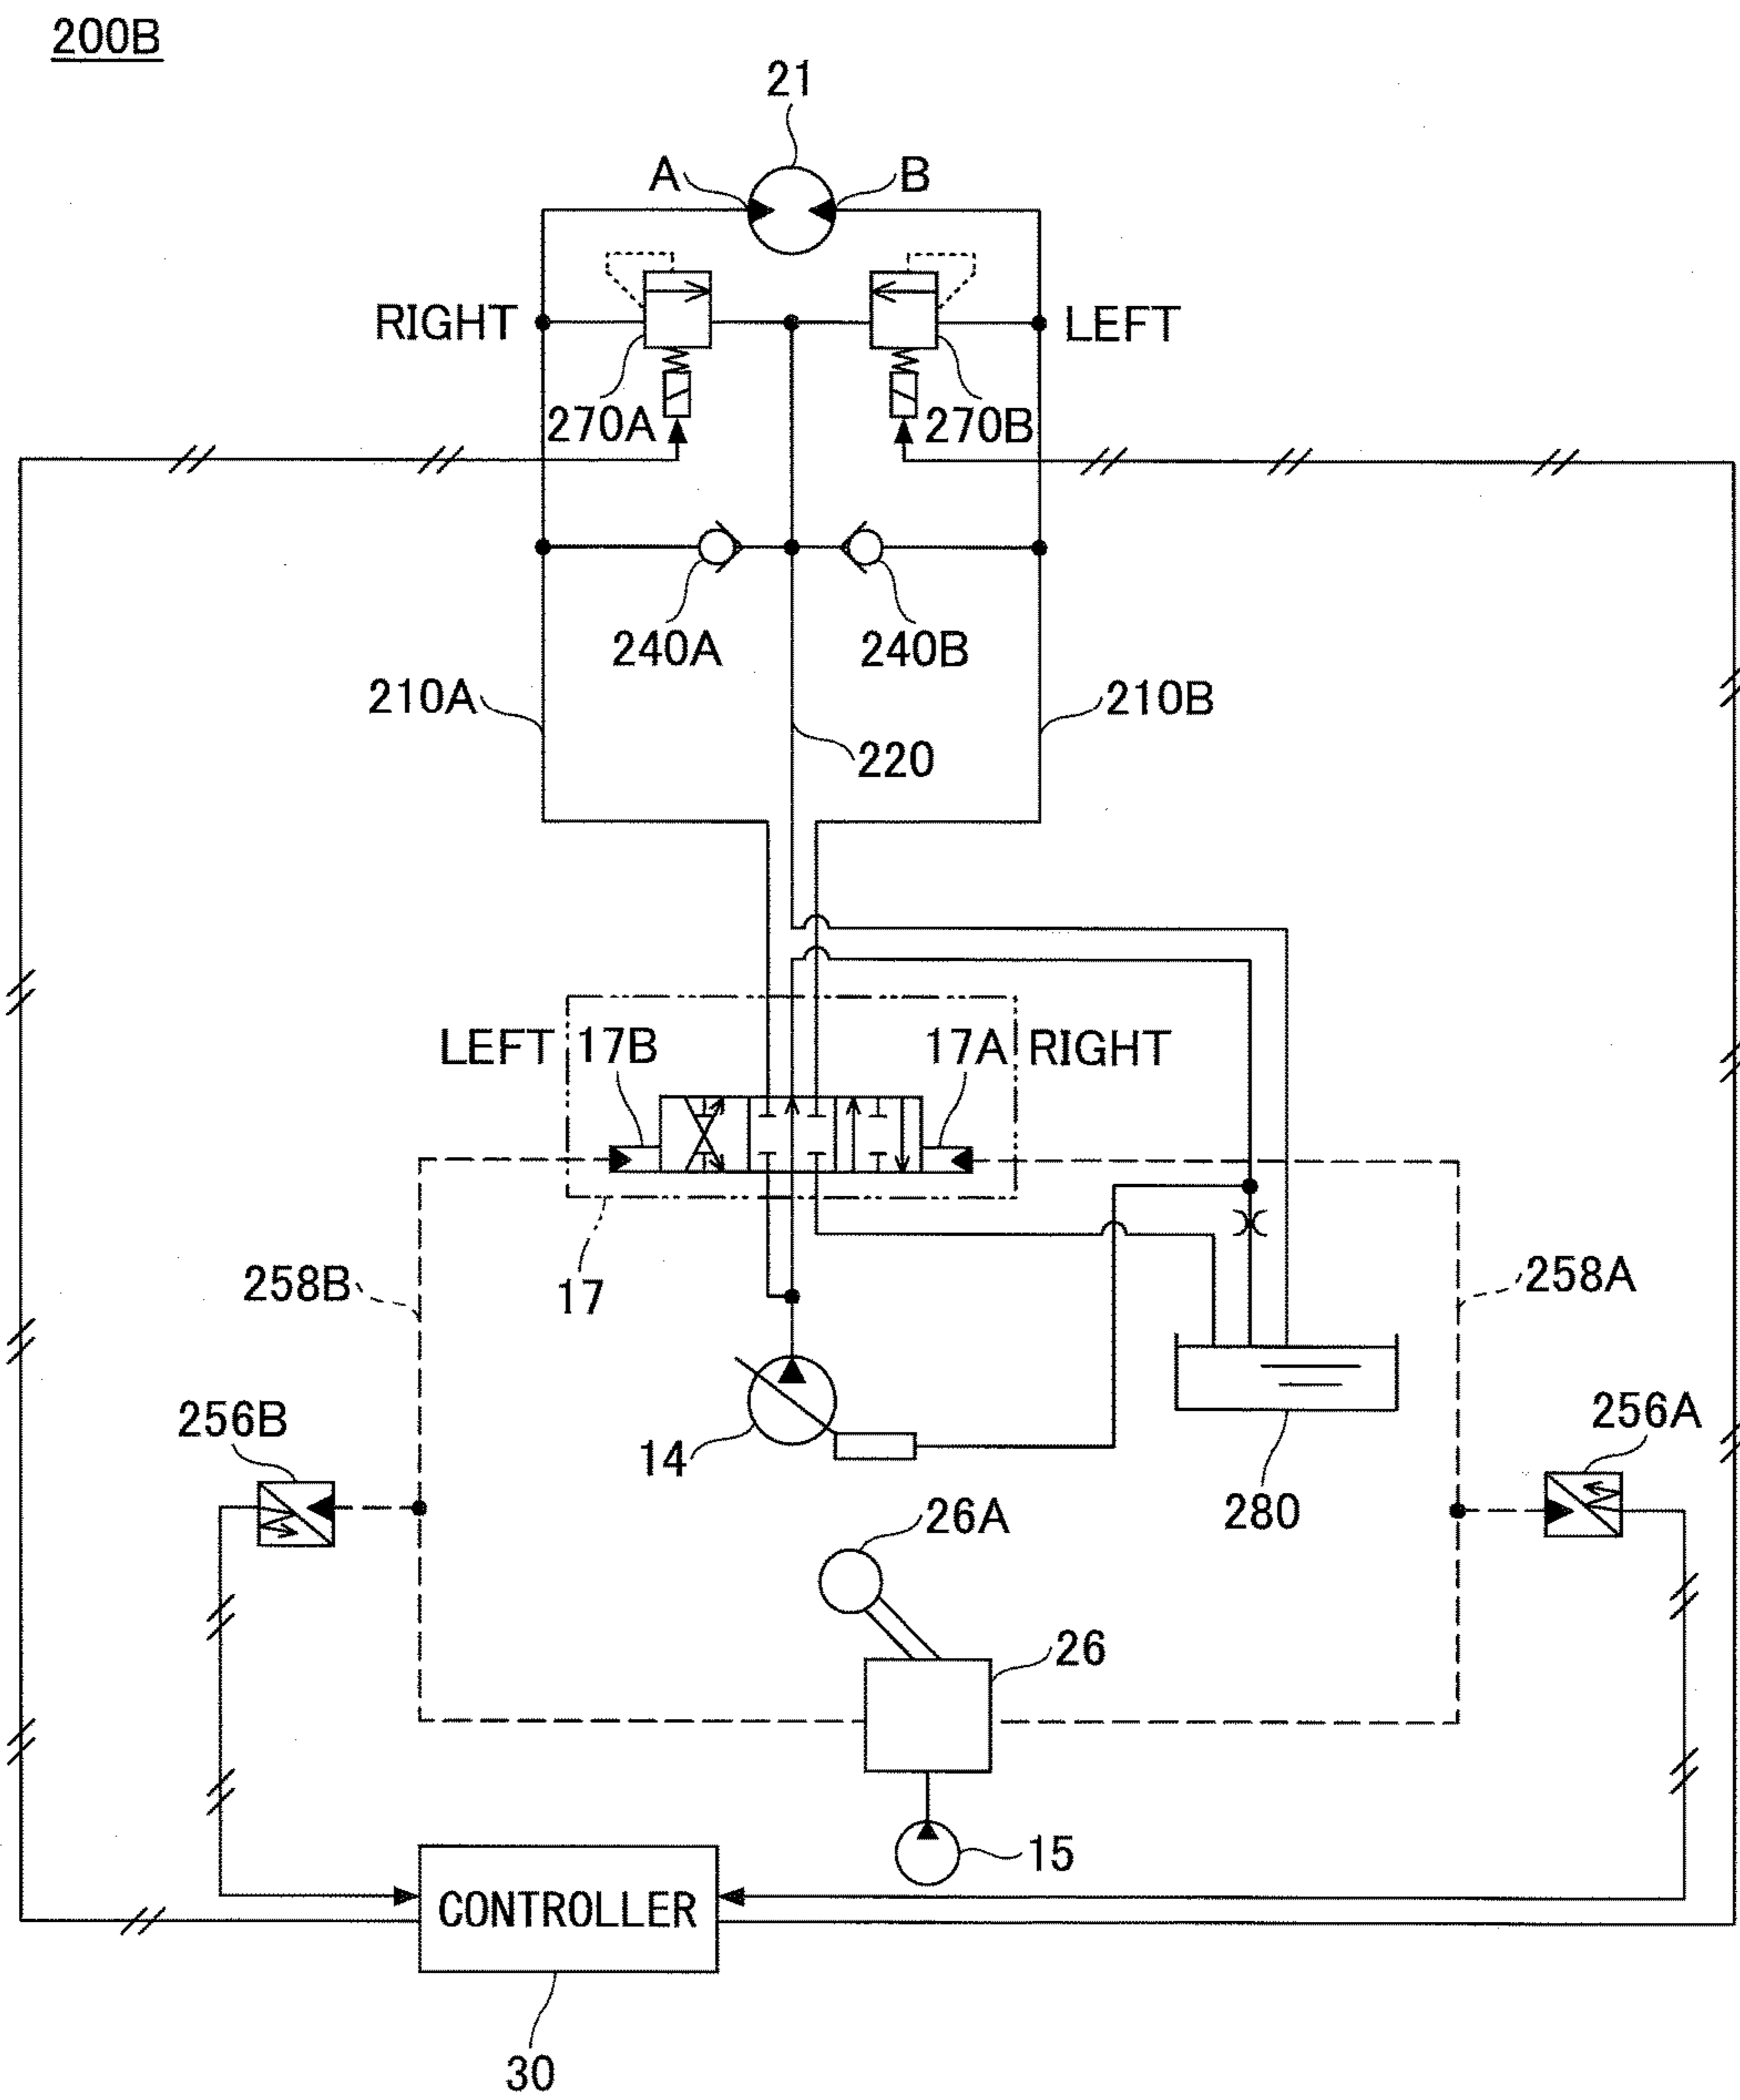 200B
21
A
B
RIGHT
LEFT
270A
270B
240A
240B
210A
210B
220
LEFT
17B
17A
RIGHT
258B
17
258A
256B
14
256A
280
26A
26
15
CONTROLLER
30